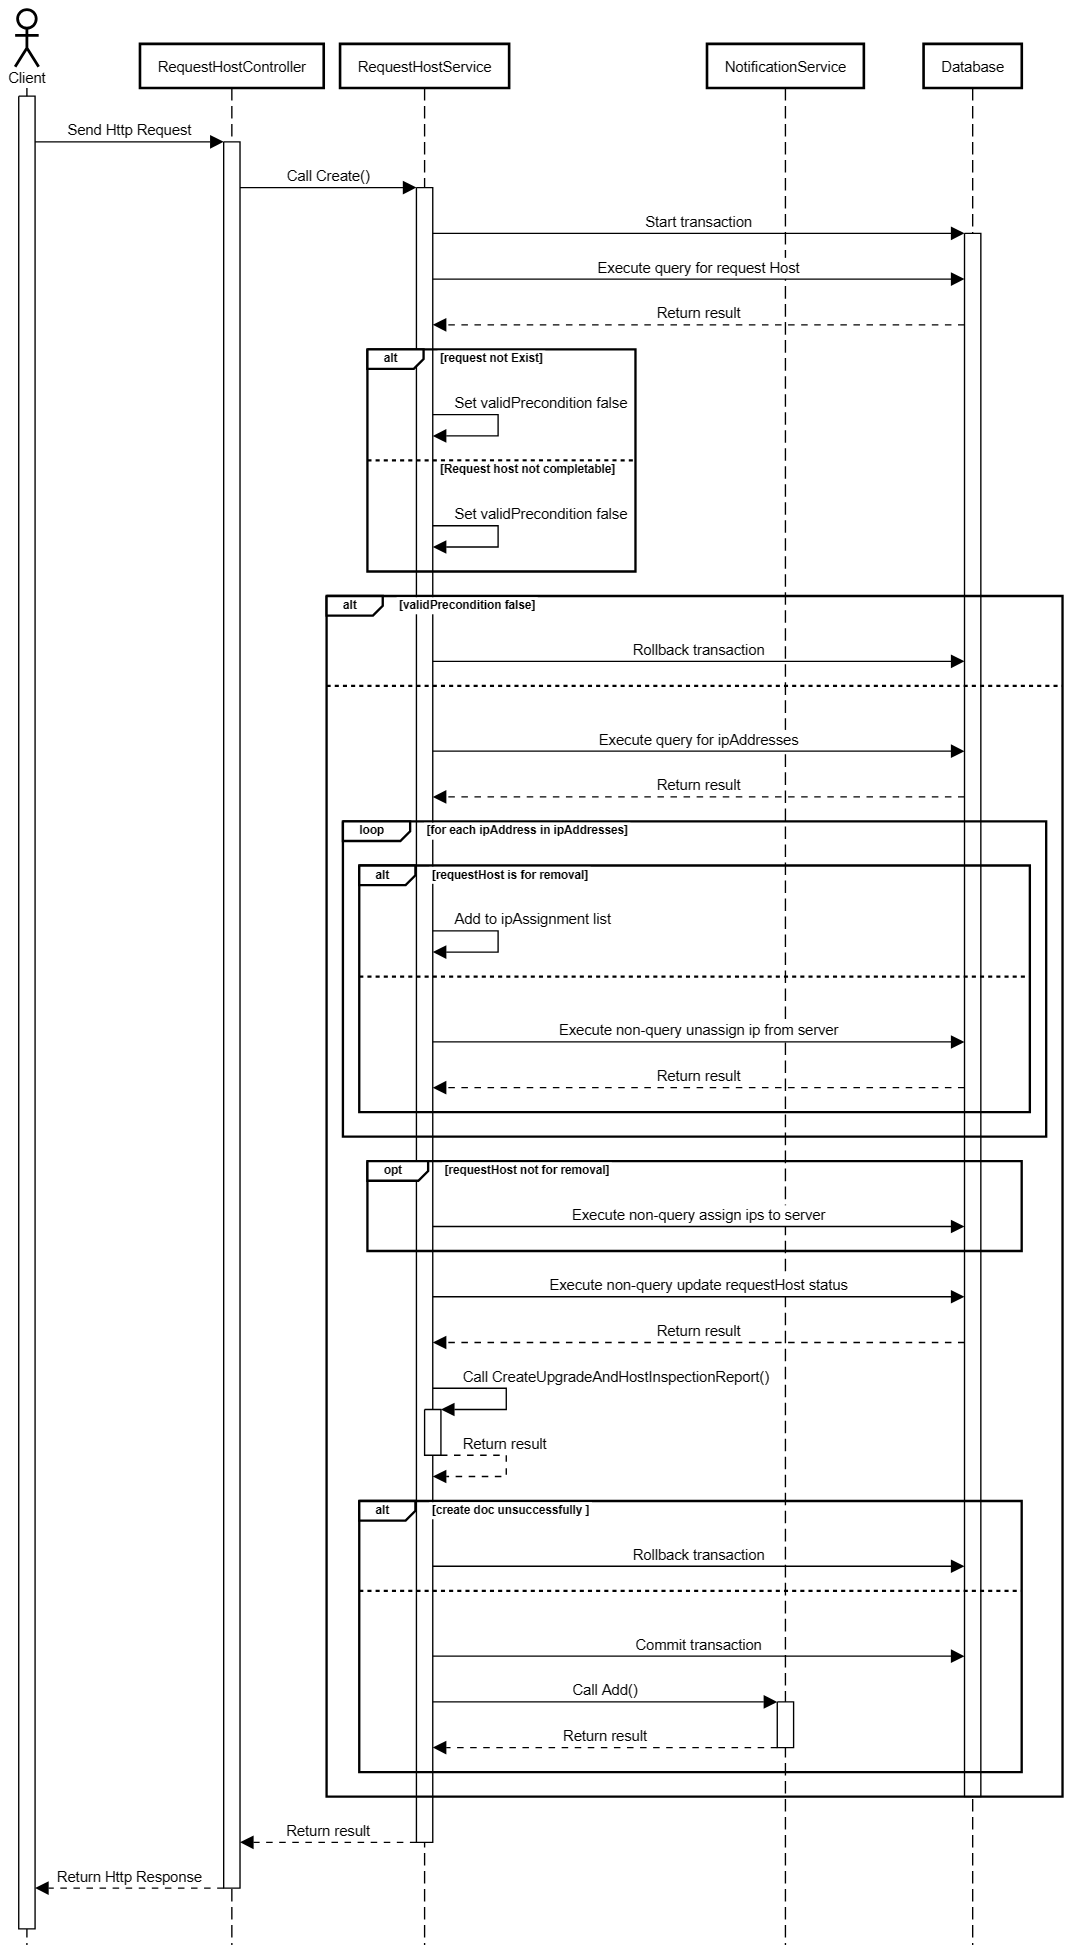 Client
RequestHostController
RequestHostService
NotificationService
Database
Send Http Request
Call Create()
Start transaction
Execute query for request Host
Return result
alt
[request not Exist]
Set validPrecondition false
[Request host not completable]
Set validPrecondition false
alt
[validPrecondition false]
Rollback transaction
Execute query for ipAddresses
Return result
loop
[for each ipAddress in ipAddresses]
alt
[requestHost is for removal]
Add to ipAssignment list
Execute non-query unassign ip from server
Return result
opt
[requestHost not for removal]
Execute non-query assign ips to server
Execute non-query update requestHost status
Return result
Call CreateUpgradeAndHostInspectionReport()
Return result
alt
[create doc unsuccessfully ]
Rollback transaction
Commit transaction
Call Add()
Return result
Return result
Return Http Response